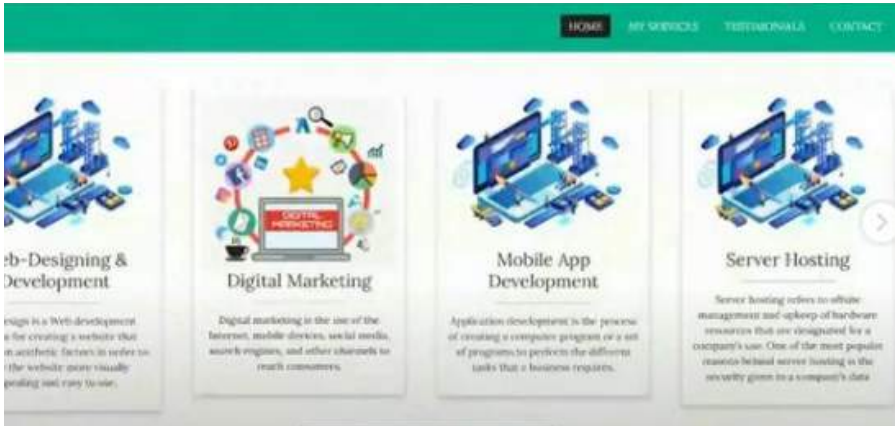 HOME MY SERVICES TESTIMONIALS CONTACT
eb-Designing &
Development
esign is a Web development
s for creating a website that
n aesthetic factors in order to
the website more visually
pealing and easy to use.
DIGITAL
MARKETING
Digital Marketing
Digital marketing is the use of the
Internet, mobile devices, social media,
search engines, and other channels to
reach consumers.
Mobile App
Development
Application development is the process
of creating a computer program or a set
of programs to perform the different
tasks that a business requires.
Server Hosting
Server hosting refers to offsite
management and upkeep of hardware
resources that are designated for a
company's use. One of the most popular
reasons behind server hosting is the
security given to a company's data